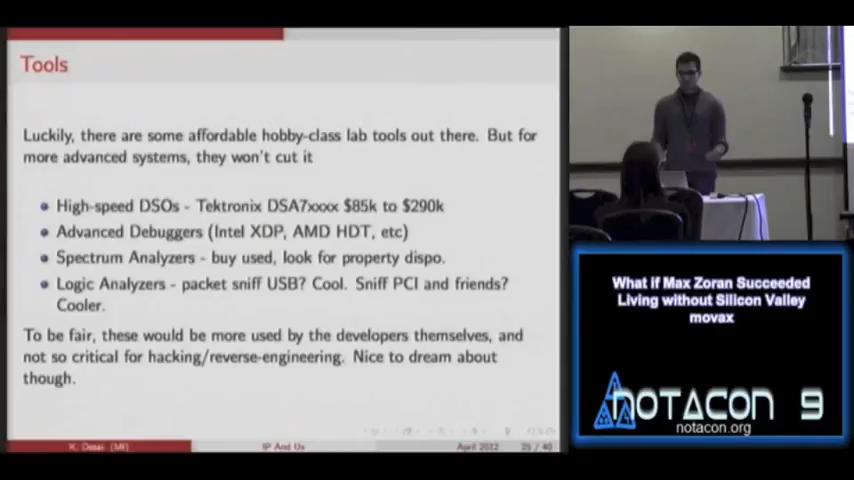 Tools
Luckily, there are some affordable hobby-class lab tools out there. But for
more advanced systems, they won't cut it
High-speed DSOs - Tektronix DSA7xxxx $85k to $290k
Advanced Debuggers (Intel XDP, AMD HDT, etc)
Spectrum Analyzers - buy used, look for property dispo.
Logic Analyzers - packet sniff USB? Cool. Sniff PCI and friends?
Cooler.
To be fair, these would be more used by the developers themselves, and
not so critical for hacking/reverse-engineering. Nice to dream about
though.
K. Desai (MII)
IP And Us
April 2012
/ 40
What if Max Zoran Succeeded
Living without Silicon Valley
movax
NOTACON 9
notacon.org